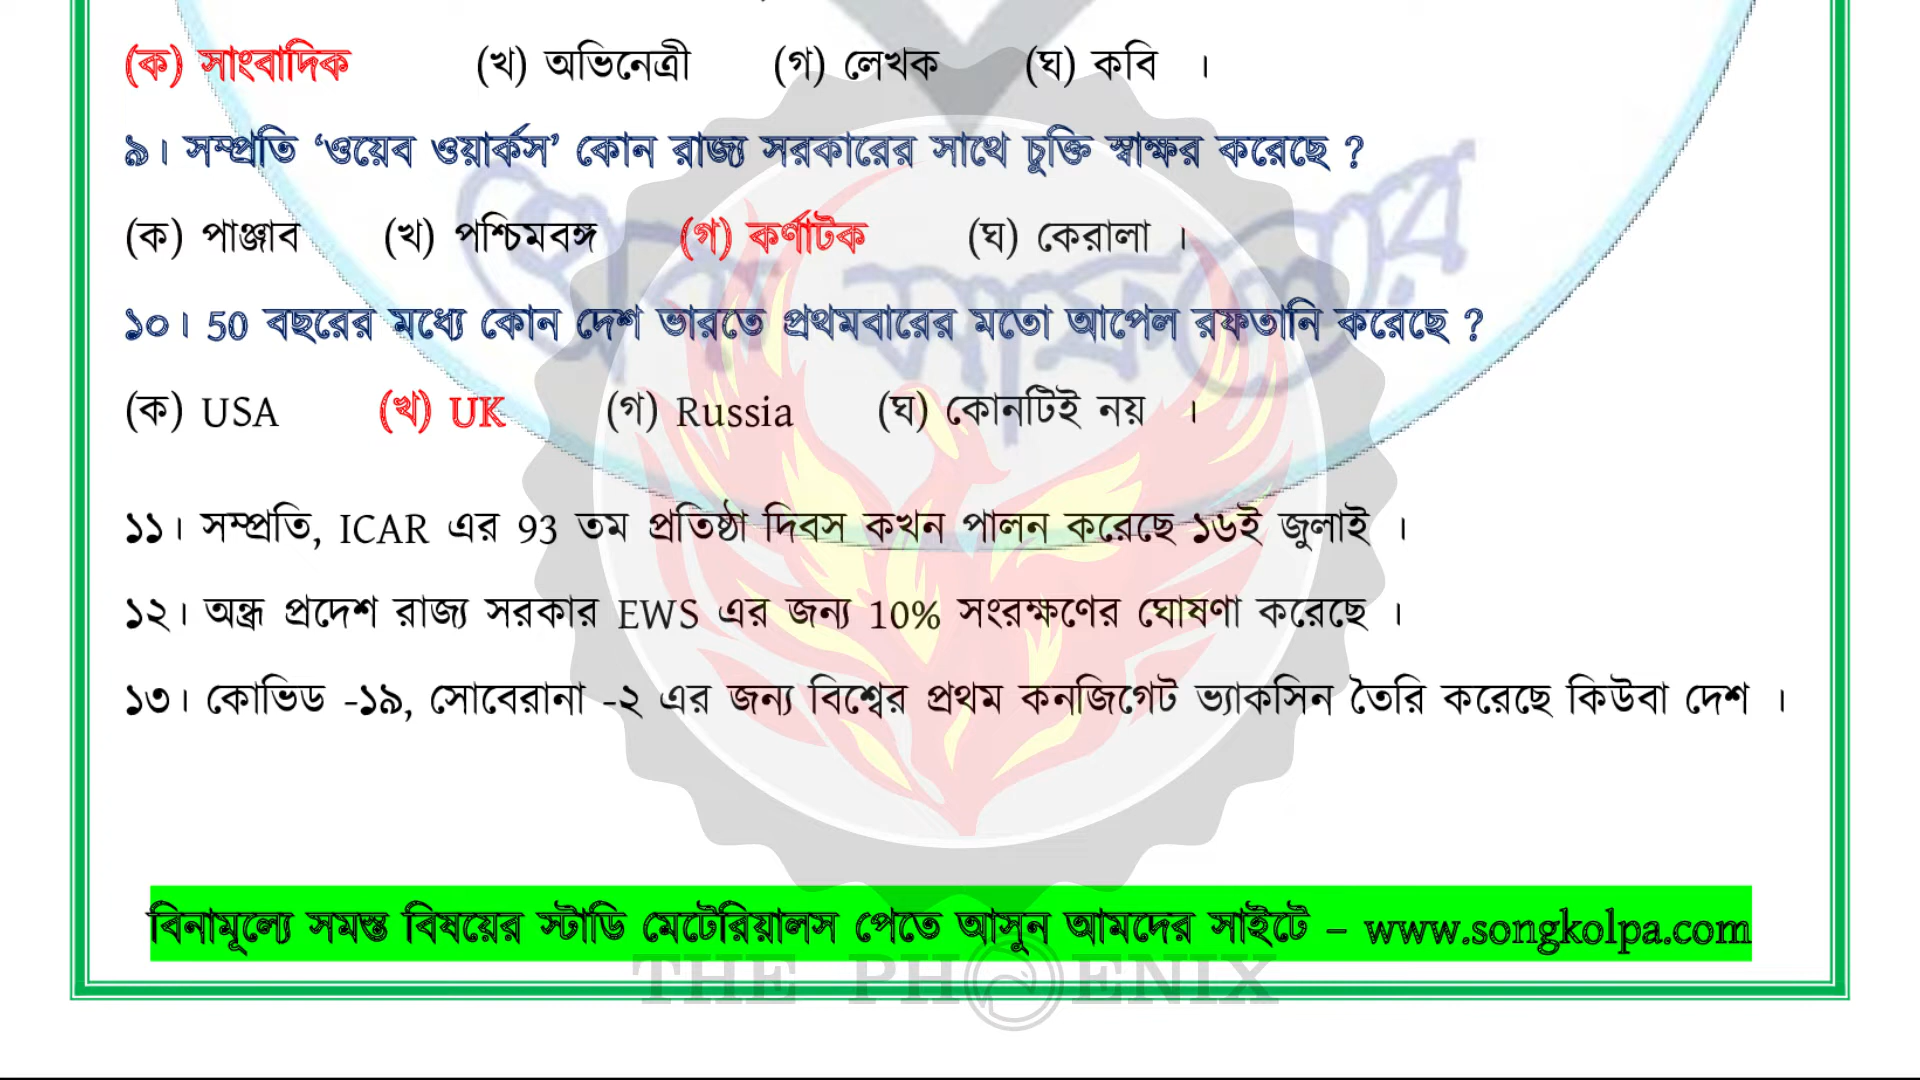 (ক) সাংবাদিক (খ) অভিনেত্রী (গ) লেখক (ঘ) কবি ।
৯। সম্প্রতি ‘ওয়েব ওয়ার্কস’ কোন রাজ্য সরকারের সাথে চুক্তি স্বাক্ষর করেছে ?
(ক) পাঞ্জাব (খ) পশ্চিমবঙ্গ (গ) কর্ণাটক (ঘ) কেরালা ।
১০। 50 বছরের মধ্যে কোন দেশ ভারতে প্রথমবারের মতো আপেল রফতানি করেছে ?
(ক) USA (খ) UK (গ) Russia (ঘ) কোনটিই নয় ।
১১। সম্প্রতি, ICAR এর 93 তম প্রতিষ্ঠা দিবস কখন পালন করেছে ১৬ই জুলাই ।
১২। অন্ধ্র প্রদেশ রাজ্য সরকার EWS এর জন্য 10% সংরক্ষণের ঘোষণা করেছে ।
১৩। কোভিড -১৯, সোবেরানা -২ এর জন্য বিশ্বের প্রথম কনজিগেট ভ্যাকসিন তৈরি করেছে কিউবা দেশ ।
বিনামূল্যে সমস্ত বিষয়ের স্টাডি মেটেরিয়ালস পেতে আসুন আমদের সাইটে – www.songkolpa.com
THE PHOENIX